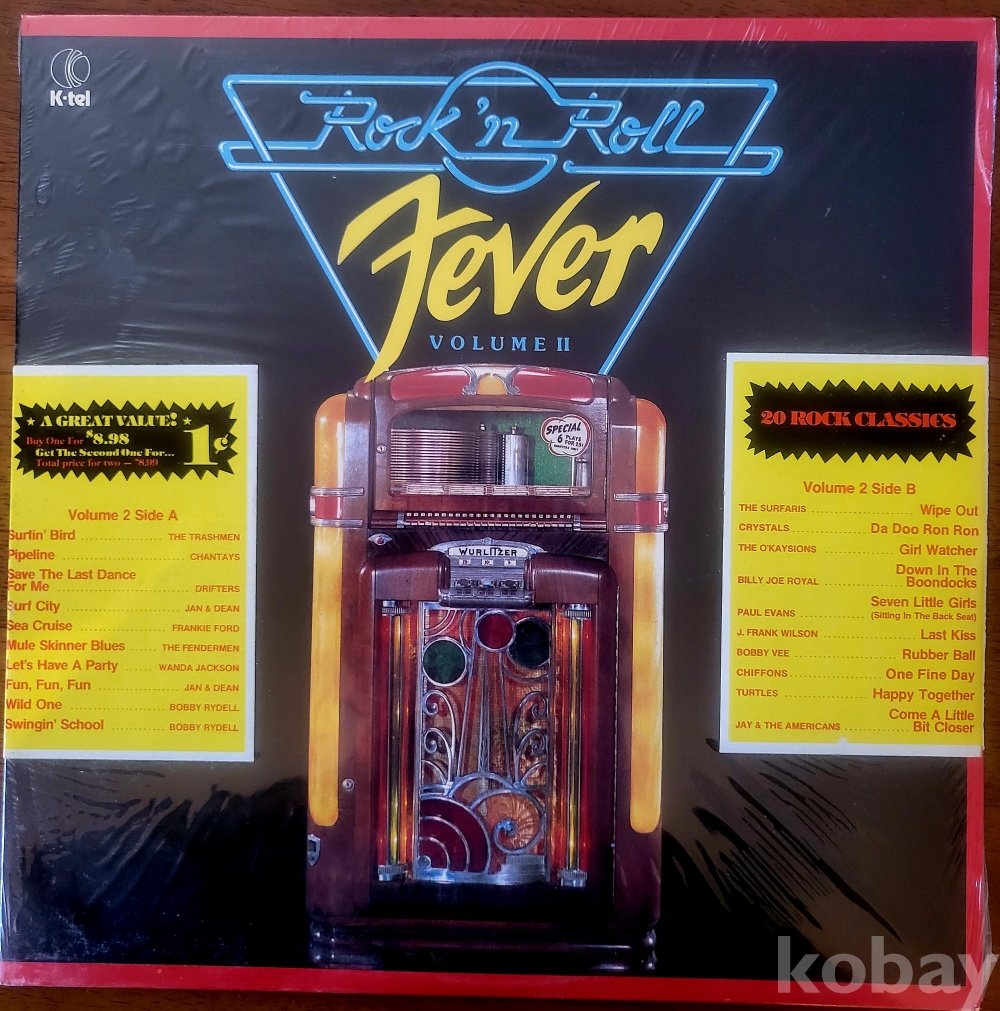 K-tel
Rock 'n Roll
Fever
VOLUME II
A GREAT VALUE!
Buy One For $8.98
Get The Second One For...
Total price for two — $8.99
1¢
Volume 2 Side A
Surfin' Bird ........ THE TRASHMEN
Pipeline ........ CHANTAYS
Save The Last Dance
For Me ........ DRIFTERS
Surf City ........ JAN & DEAN
Sea Cruise ........ FRANKIE FORD
Mule Skinner Blues ........ THE FENDERMEN
Let's Have A Party ........ WANDA JACKSON
Fun, Fun, Fun ........ JAN & DEAN
Wild One ........ BOBBY RYDELL
Swingin' School ........ BOBBY RYDELL
SPECIAL
6 PLAYS
FOR 25¢
WURLITZER
20 ROCK CLASSICS
Volume 2 Side B
THE SURFARIS ........ Wipe Out
CRYSTALS ........ Da Doo Ron Ron
THE O'KAYSIONS ........ Girl Watcher
Down In The
BILLY JOE ROYAL ........ Boondocks
Seven Little Girls
PAUL EVANS ........ (Sitting In The Back Seat)
J. FRANK WILSON ........ Last Kiss
BOBBY VEE ........ Rubber Ball
CHIFFONS ........ One Fine Day
TURTLES ........ Happy Together
Come A Little
JAY & THE AMERICANS ........ Bit Closer
kobay